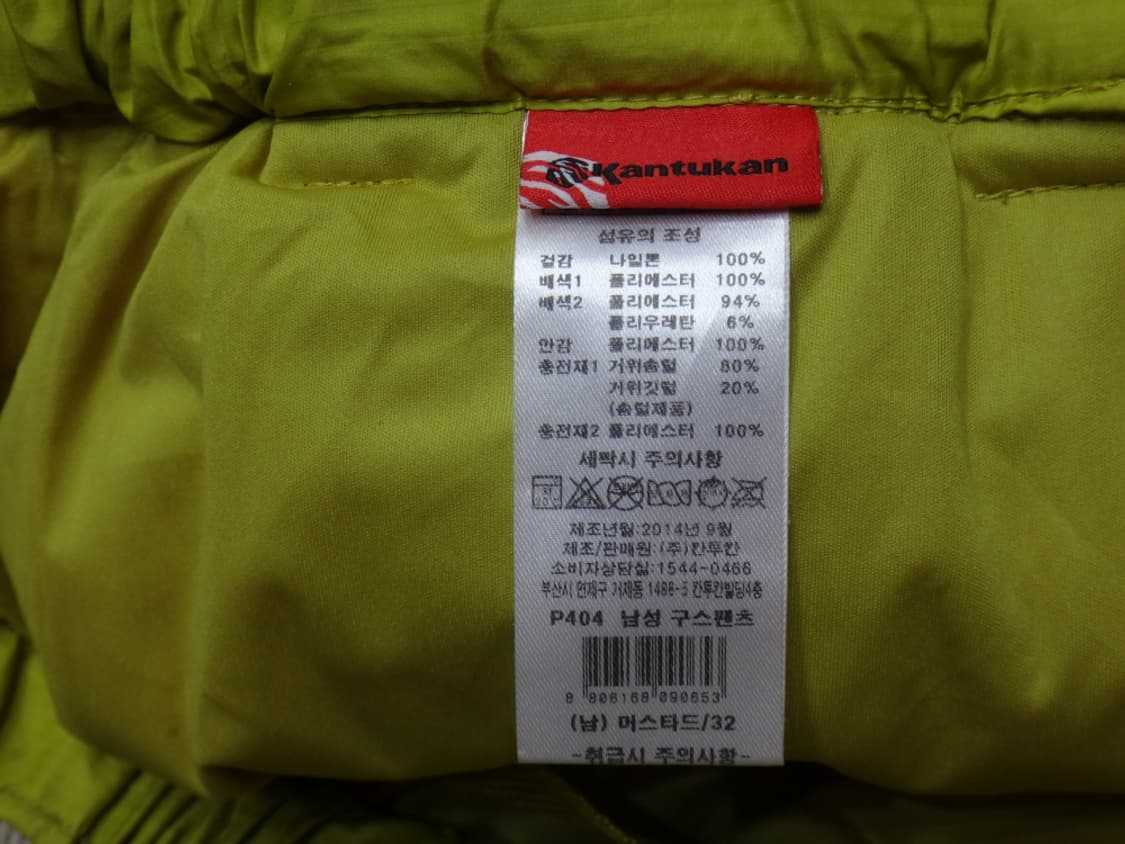 Kantukan
섬유의 조성
겉감 나일론 100%
배색1 폴리에스터 100%
배색2 폴리에스터 94%
폴리우레탄 6%
안감 폴리에스터 100%
충전재1 거위솜털 80%
거위깃털 20%
(솜털제품)
충전재2 폴리에스터 100%
세탁시 주의사항
제조년월:2014년 9월
제조/판매원:(주)칸투칸
소비자상담실:1544-0466
부산시 연제구 거제동 1488-5 칸투칸빌딩4층
P404 남성 구스팬츠
8 806168 090653
(남) 머스타드/32
-취급시 주의사항-